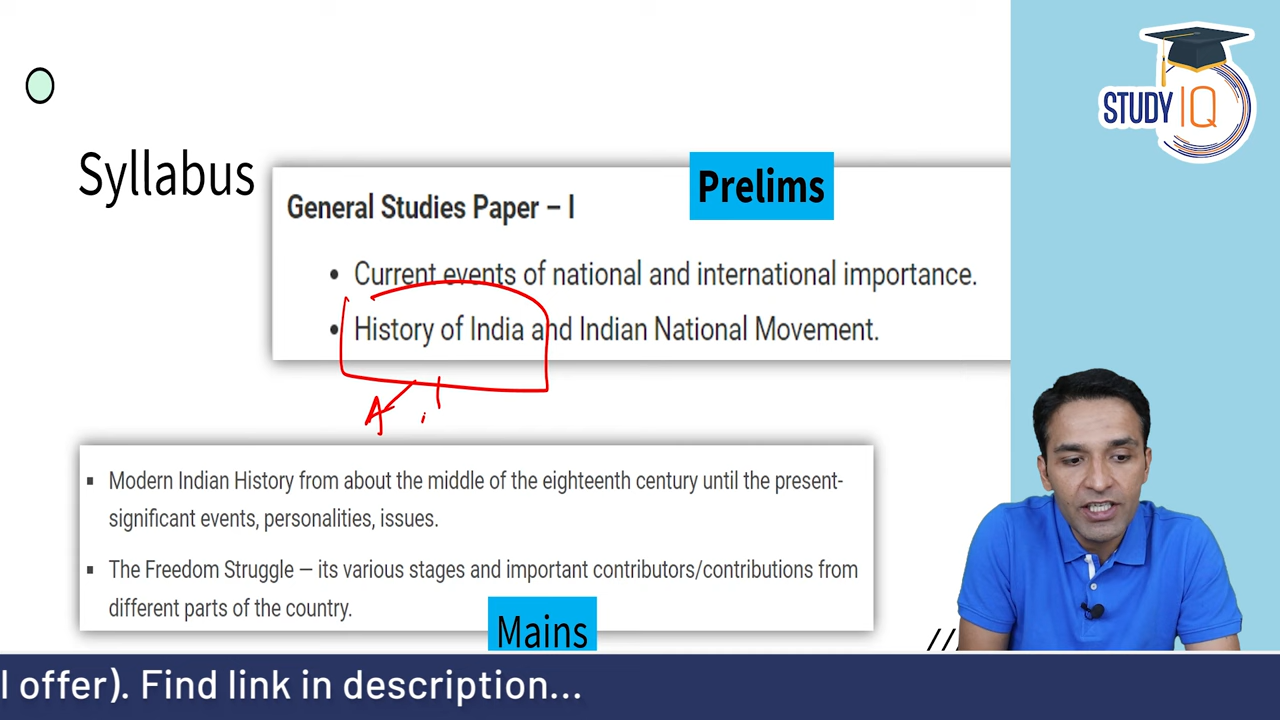 STUDY IQ
Syllabus
Prelims
General Studies Paper – I
• Current events of national and international importance.
• History of India and Indian National Movement.
A
▪ Modern Indian History from about the middle of the eighteenth century until the present-
significant events, personalities, issues.
▪ The Freedom Struggle — its various stages and important contributors/contributions from
different parts of the country.
Mains
///
l offer). Find link in description...